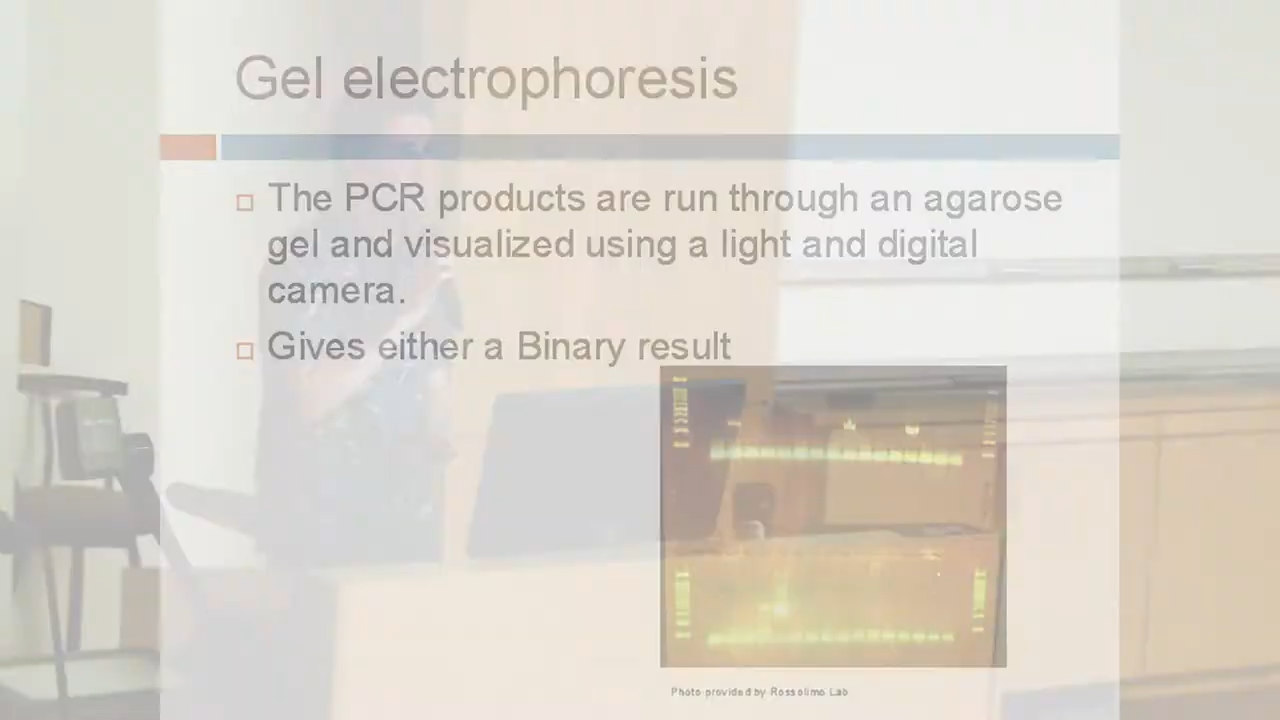 Gel electrophoresis
The PCR products are run through an agarose
gel and visualized using a light and digital
camera.
Gives either a Binary result
Photo provided by Rossolimo Lab